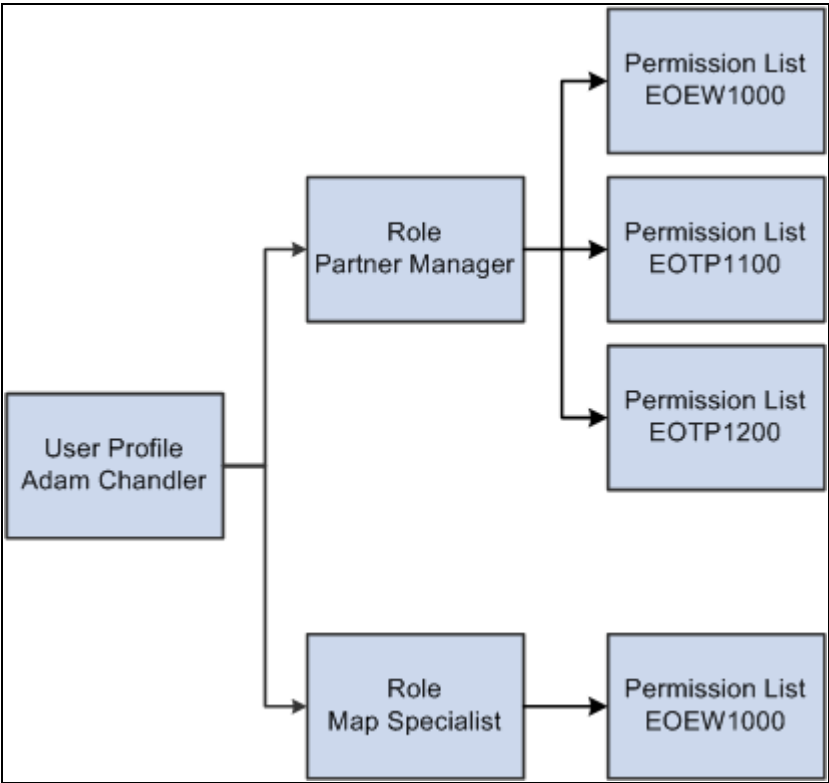 Permission List
EOEW1000
Role
Partner Manager
Permission List
EOTP1100
Permission List
EOTP1200
User Profile
Adam Chandler
Role
Map Specialist
Permission List
EOEW1000